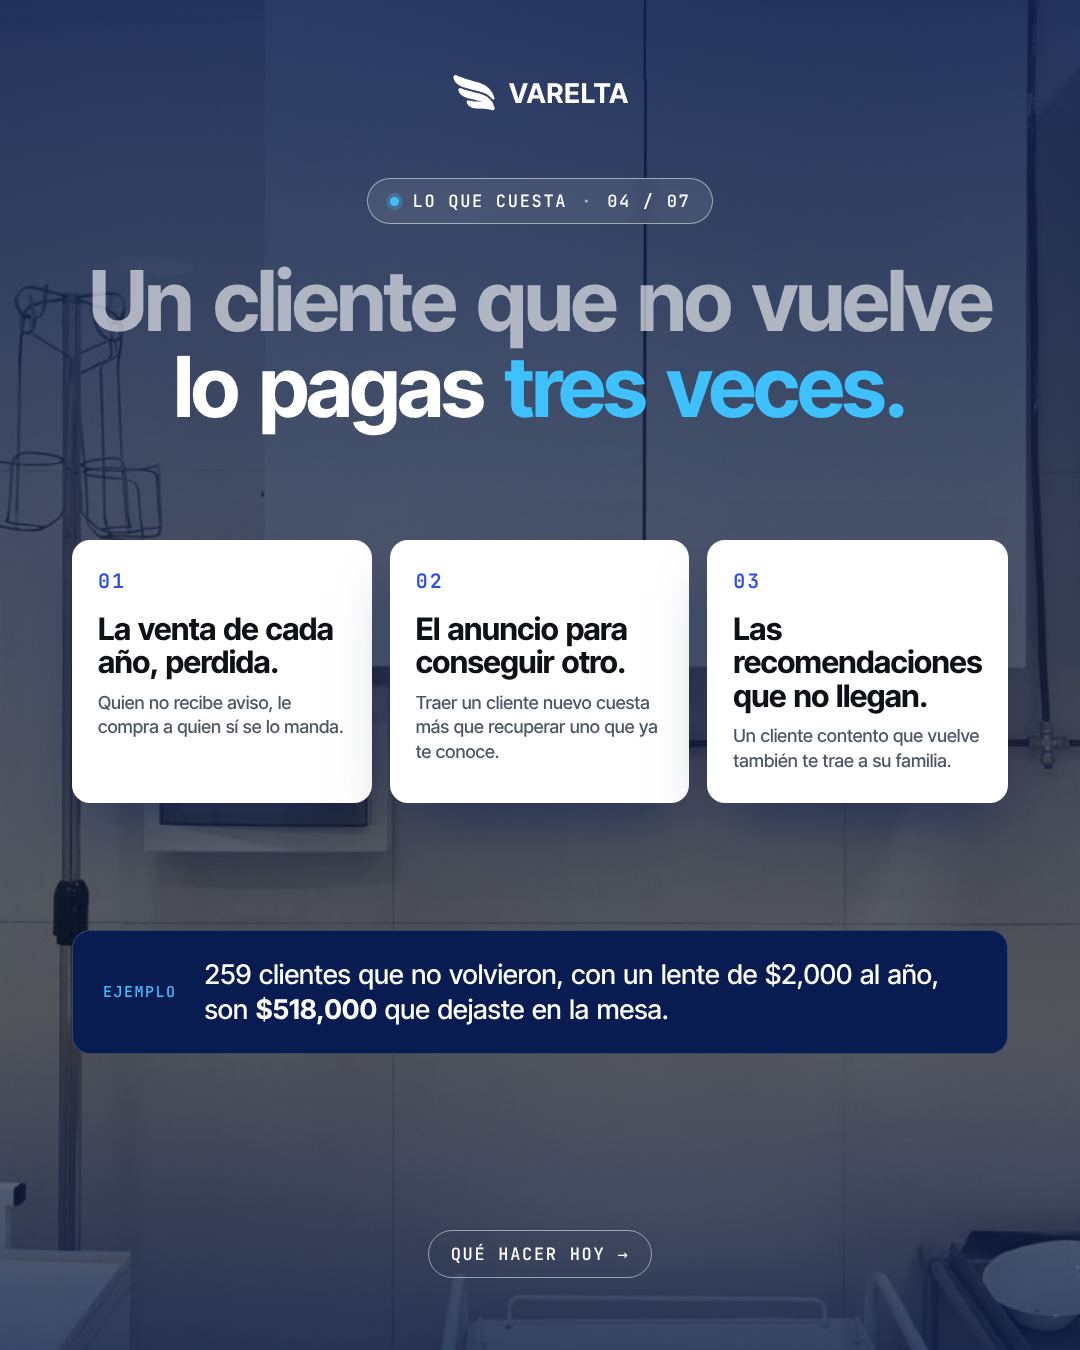 VARELTA
LO QUE CUESTA · 04 / 07
Un cliente que no vuelve
lo pagas tres veces.
01
La venta de cada
año, perdida.
Quien no recibe aviso, le
compra a quien sí se lo manda.
02
El anuncio para
conseguir otro.
Traer un cliente nuevo cuesta
más que recuperar uno que ya
te conoce.
03
Las
recomendaciones
que no llegan.
Un cliente contento que vuelve
también te trae a su familia.
EJEMPLO
259 clientes que no volvieron, con un lente de $2,000 al año,
son $518,000 que dejaste en la mesa.
QUÉ HACER HOY →